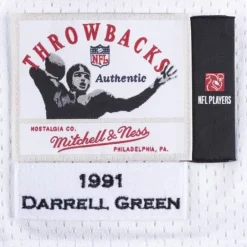 THROWBACKS
NFL
Authentic
NOSTALGIA CO.
Mitchell & Ness
PHILADELPHIA, PA.
NFL PLAYERS
1991
DARRELL GREEN